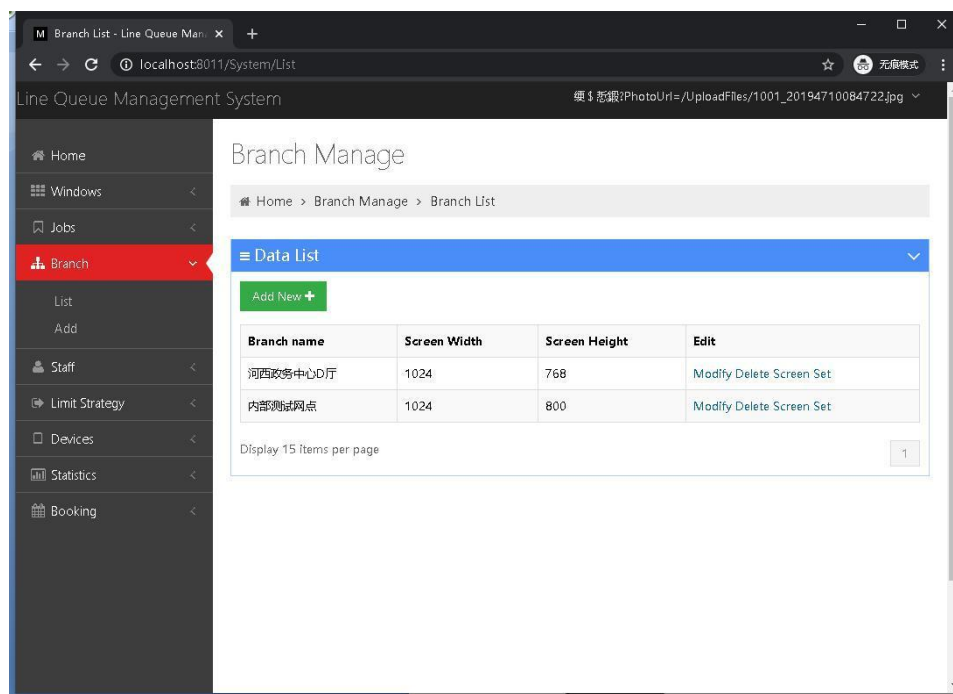 Branch List - Line Queue Man
localhost:8011/System/List
无痕模式
Line Queue Management System
?PhotoUrl=/UploadFiles/1001_20194710084722.jpg
Home
Windows
Jobs
Branch
List
Add
Staff
Limit Strategy
Devices
Statistics
Booking
Branch Manage
Home > Branch Manage > Branch List
Data List
Add New
Branch name Screen Width Screen Height Edit
河西政务中心D厅 1024 768 Modify Delete Screen Set
内部测试网点 1024 800 Modify Delete Screen Set
Display 15 items per page
1